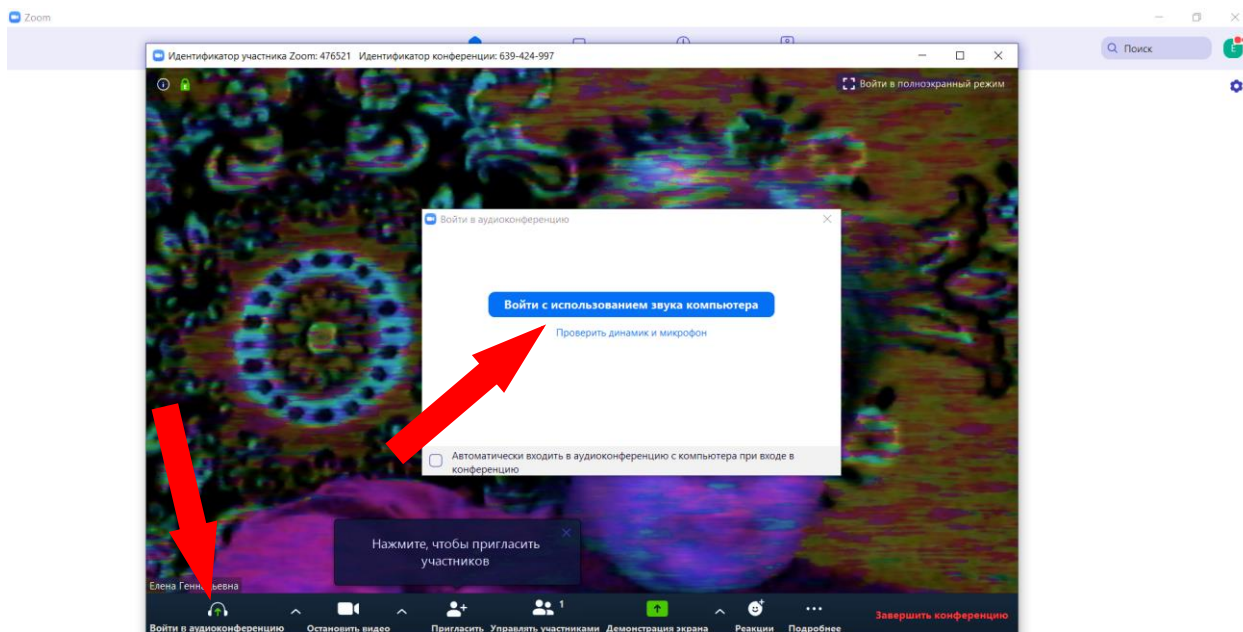 Zoom
Идентификатор участника Zoom: 476521 Идентификатор конференции: 639-424-997
Поиск
E
Войти в полноэкранный режим
Войти в аудиоконференцию
Войти с использованием звука компьютера
Проверить динамик и микрофон
Автоматически входить в аудиоконференцию с компьютера при входе в
конференцию
Нажмите, чтобы пригласить
участников
Елена
1
Войти в аудиоконференцию Остановить видео Пригласить Управлять участниками Демонстрация экрана Реакции Подробнее Завершить конференцию